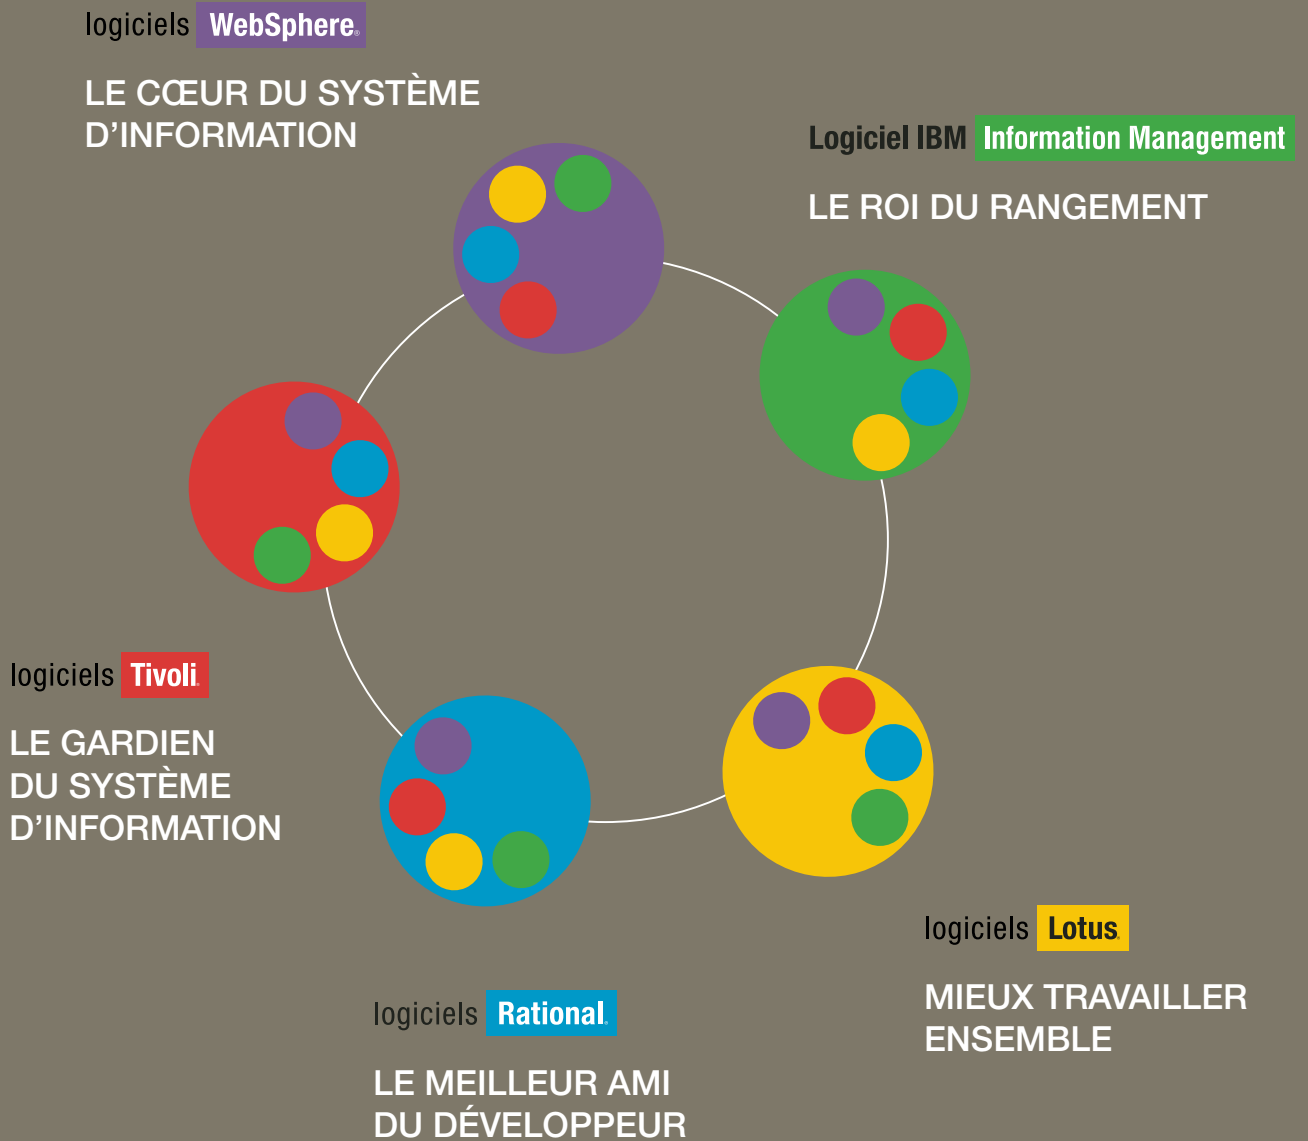 logiciels WebSphere®
LE CŒUR DU SYSTÈME
D’INFORMATION
Logiciel IBM Information Management
LE ROI DU RANGEMENT
logiciels Tivoli
LE GARDIEN
DU SYSTÈME
D’INFORMATION
logiciels Lotus
MIEUX TRAVAILLER
ENSEMBLE
logiciels Rational
LE MEILLEUR AMI
DU DÉVELOPPEUR